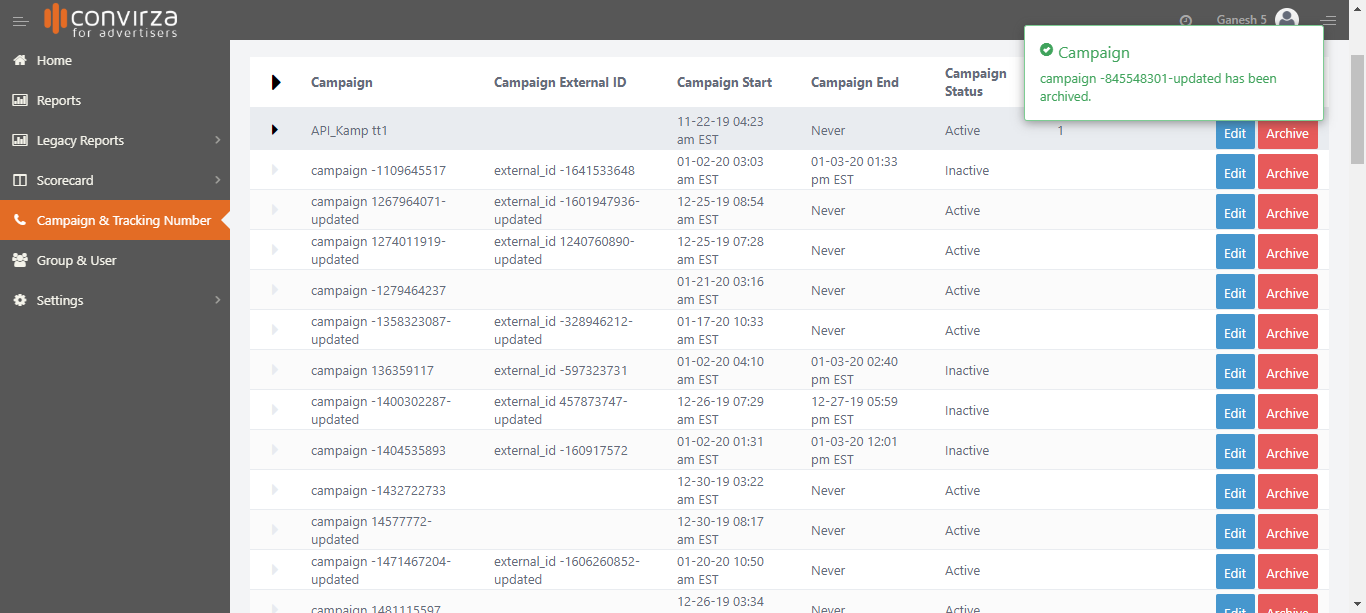 convirza
for advertisers
Ganesh 5
Home
Reports
Legacy Reports
Scorecard
Campaign & Tracking Number
Group & User
Settings
Campaign
campaign -845548301-updated has been
archived.
Campaign Campaign External ID Campaign Start Campaign End Campaign
Status
API_Kamp tt1 11-22-19 04:23
am EST Never Active 1 Edit Archive
campaign -1109645517 external_id -1641533648 01-02-20 03:03
am EST 01-03-20 01:33
pm EST Inactive Edit Archive
campaign 1267964071-
updated external_id -1601947936-
updated 12-25-19 08:54
am EST Never Active Edit Archive
campaign 1274011919-
updated external_id 1240760890-
updated 12-25-19 07:28
am EST Never Active Edit Archive
campaign -1279464237 01-21-20 03:16
am EST Never Active Edit Archive
campaign -1358323087-
updated external_id -328946212-
updated 01-17-20 10:33
am EST Never Active Edit Archive
campaign 136359117 external_id -597323731 01-02-20 04:10
am EST 01-03-20 02:40
pm EST Inactive Edit Archive
campaign -1400302287-
updated external_id 457873747-
updated 12-26-19 07:29
am EST 12-27-19 05:59
pm EST Inactive Edit Archive
campaign -1404535893 external_id -160917572 01-02-20 01:31
am EST 01-03-20 12:01
pm EST Inactive Edit Archive
campaign -1432722733 12-30-19 03:22
am EST Never Active Edit Archive
campaign 14577772-
updated 12-30-19 08:17
am EST Never Active Edit Archive
campaign -1471467204-
updated external_id -1606260852-
updated 01-20-20 10:50
am EST Never Active Edit Archive
campaign 1481115597 12-26-19 03:34 Never Active Edit Archive